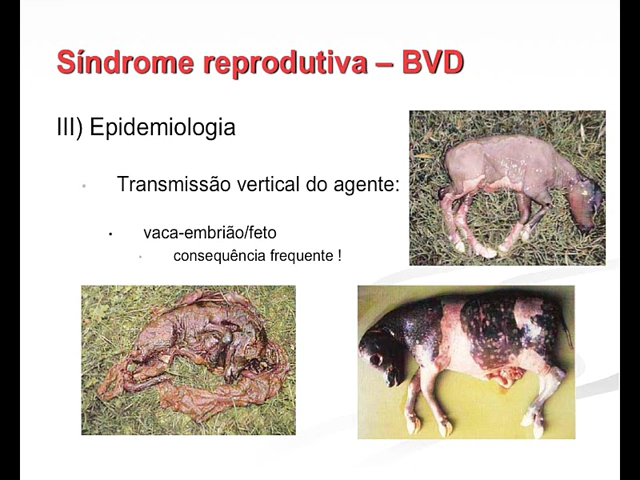 Síndrome reprodutiva – BVD
III) Epidemiologia
Transmissão vertical do agente:
vaca-embrião/feto
consequência frequente !